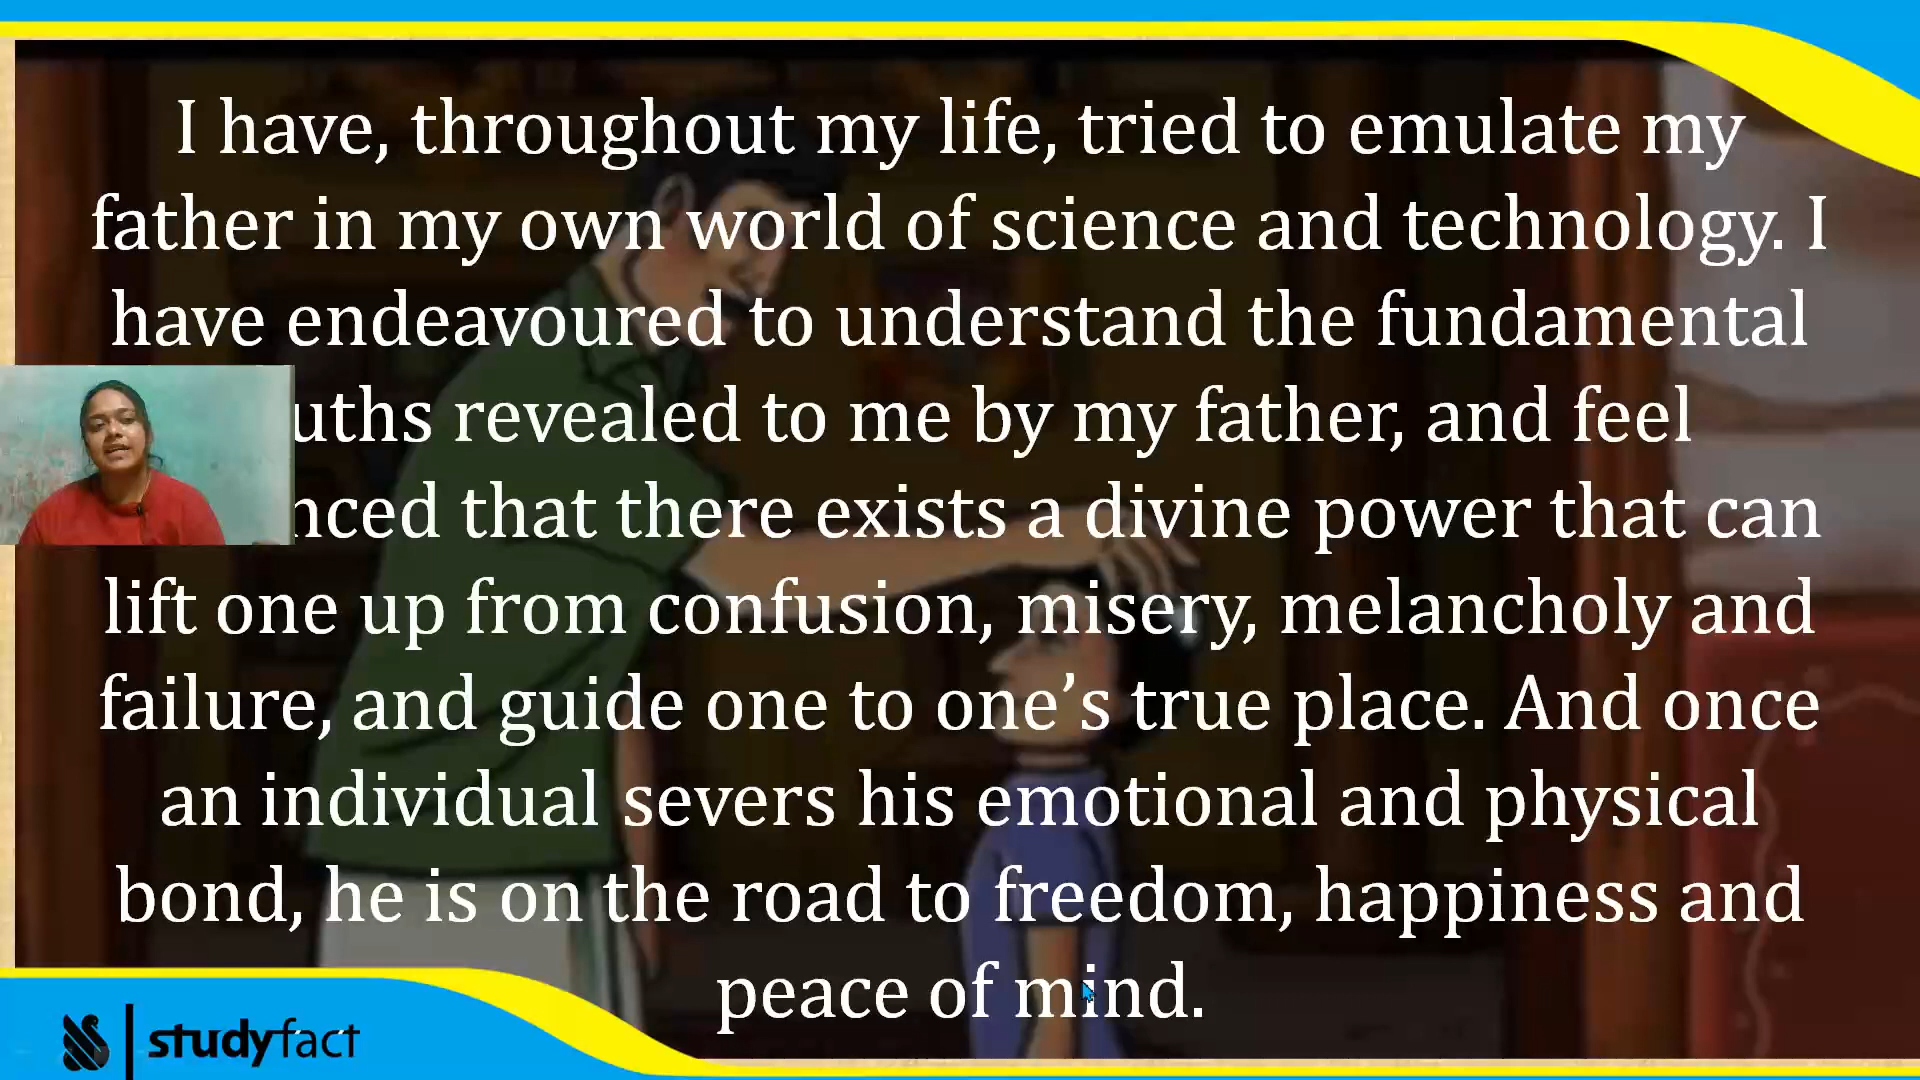 I have, throughout my life, tried to emulate my
father in my own world of science and technology. I
have endeavoured to understand the fundamental
uths revealed to me by my father, and feel
nced that there exists a divine power that can
lift one up from confusion, misery, melancholy and
failure, and guide one to one’s true place. And once
an individual severs his emotional and physical
bond, he is on the road to freedom, happiness and
peace of mind.
studyfact